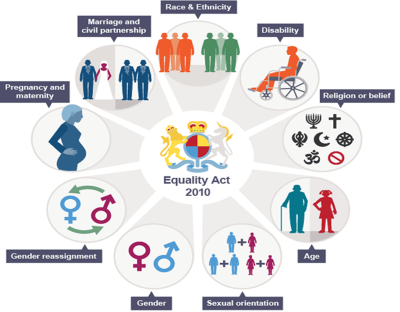 Race & Ethnicity
Marriage and
civil partnership
Disability
Pregnancy and
maternity
Religion or belief
Equality Act
2010
Gender reassignment
Age
Gender
Sexual orientation